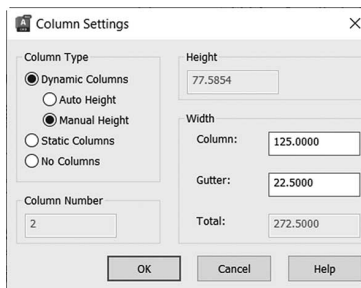 Column Settings
Column Type
Dynamic Columns
Auto Height
Manual Height
Static Columns
No Columns
Column Number
2
Height
77.5854
Width
Column: 125.0000
Gutter: 22.5000
Total: 272.5000
OK Cancel Help